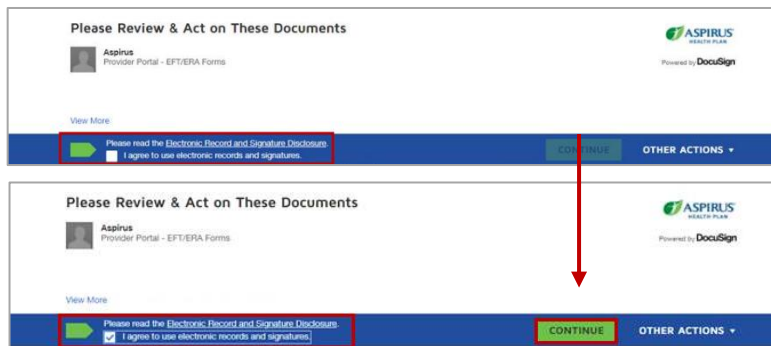 Please Review & Act on These Documents
ASPIRUS
HEALTH PLAN
Aspirus
Provider Portal - EFT/ERA Forms
Powered by DocuSign
View More
Please read the Electronic Record and Signature Disclosure.
I agree to use electronic records and signatures.
CONTINUE
OTHER ACTIONS
Please Review & Act on These Documents
ASPIRUS
HEALTH PLAN
Aspirus
Provider Portal - EFT/ERA Forms
Powered by DocuSign
View More
Please read the Electronic Record and Signature Disclosure.
I agree to use electronic records and signatures.
CONTINUE
OTHER ACTIONS